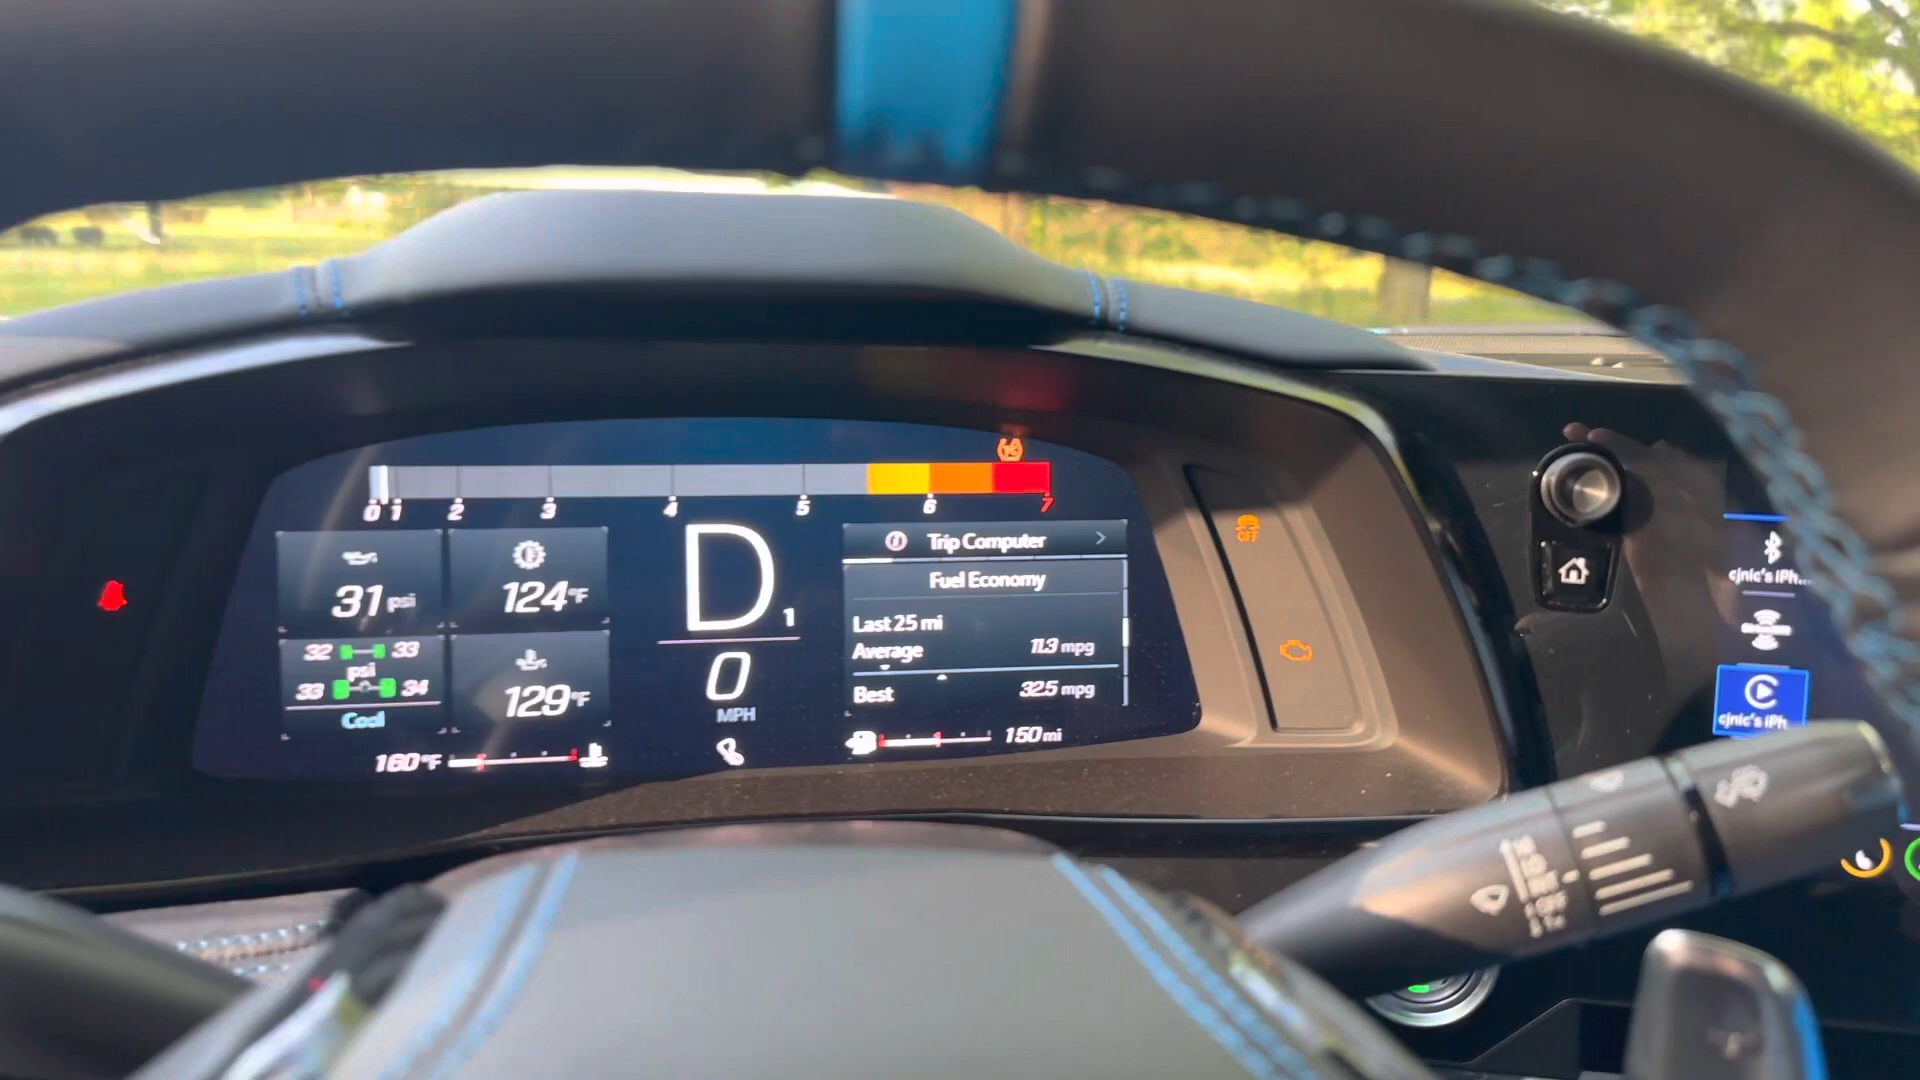 0 1 2 3 4 5 6 7
31 psi
124°F
32 33
psi
33 34
Cool
129°F
160°F
D 1
0
MPH
Trip Computer
Fuel Economy
Last 25 mi
Average 11.3 mpg
Best 32.5 mpg
150 mi
OFF
cjnic's iPh...
cjnic's iPh
OFF